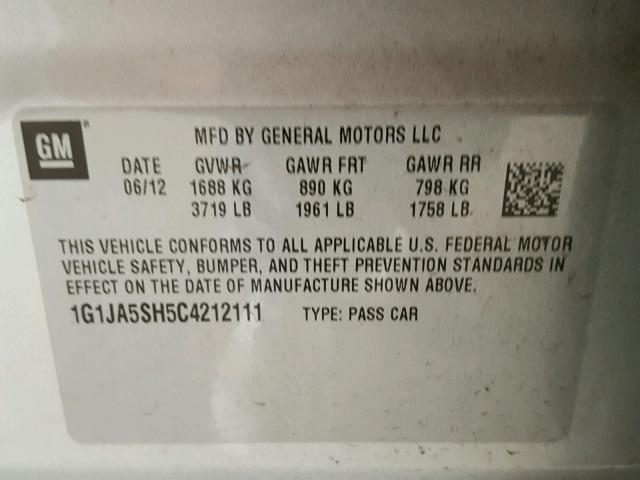 GM®
MFD BY GENERAL MOTORS LLC
DATE GVWR GAWR FRT GAWR RR
06/12 1688 KG 890 KG 798 KG
3719 LB 1961 LB 1758 LB
THIS VEHICLE CONFORMS TO ALL APPLICABLE U.S. FEDERAL MOTOR
VEHICLE SAFETY, BUMPER, AND THEFT PREVENTION STANDARDS IN
EFFECT ON THE DATE OF MANUFACTURE SHOWN ABOVE.
1G1JA5SH5C4212111 TYPE: PASS CAR